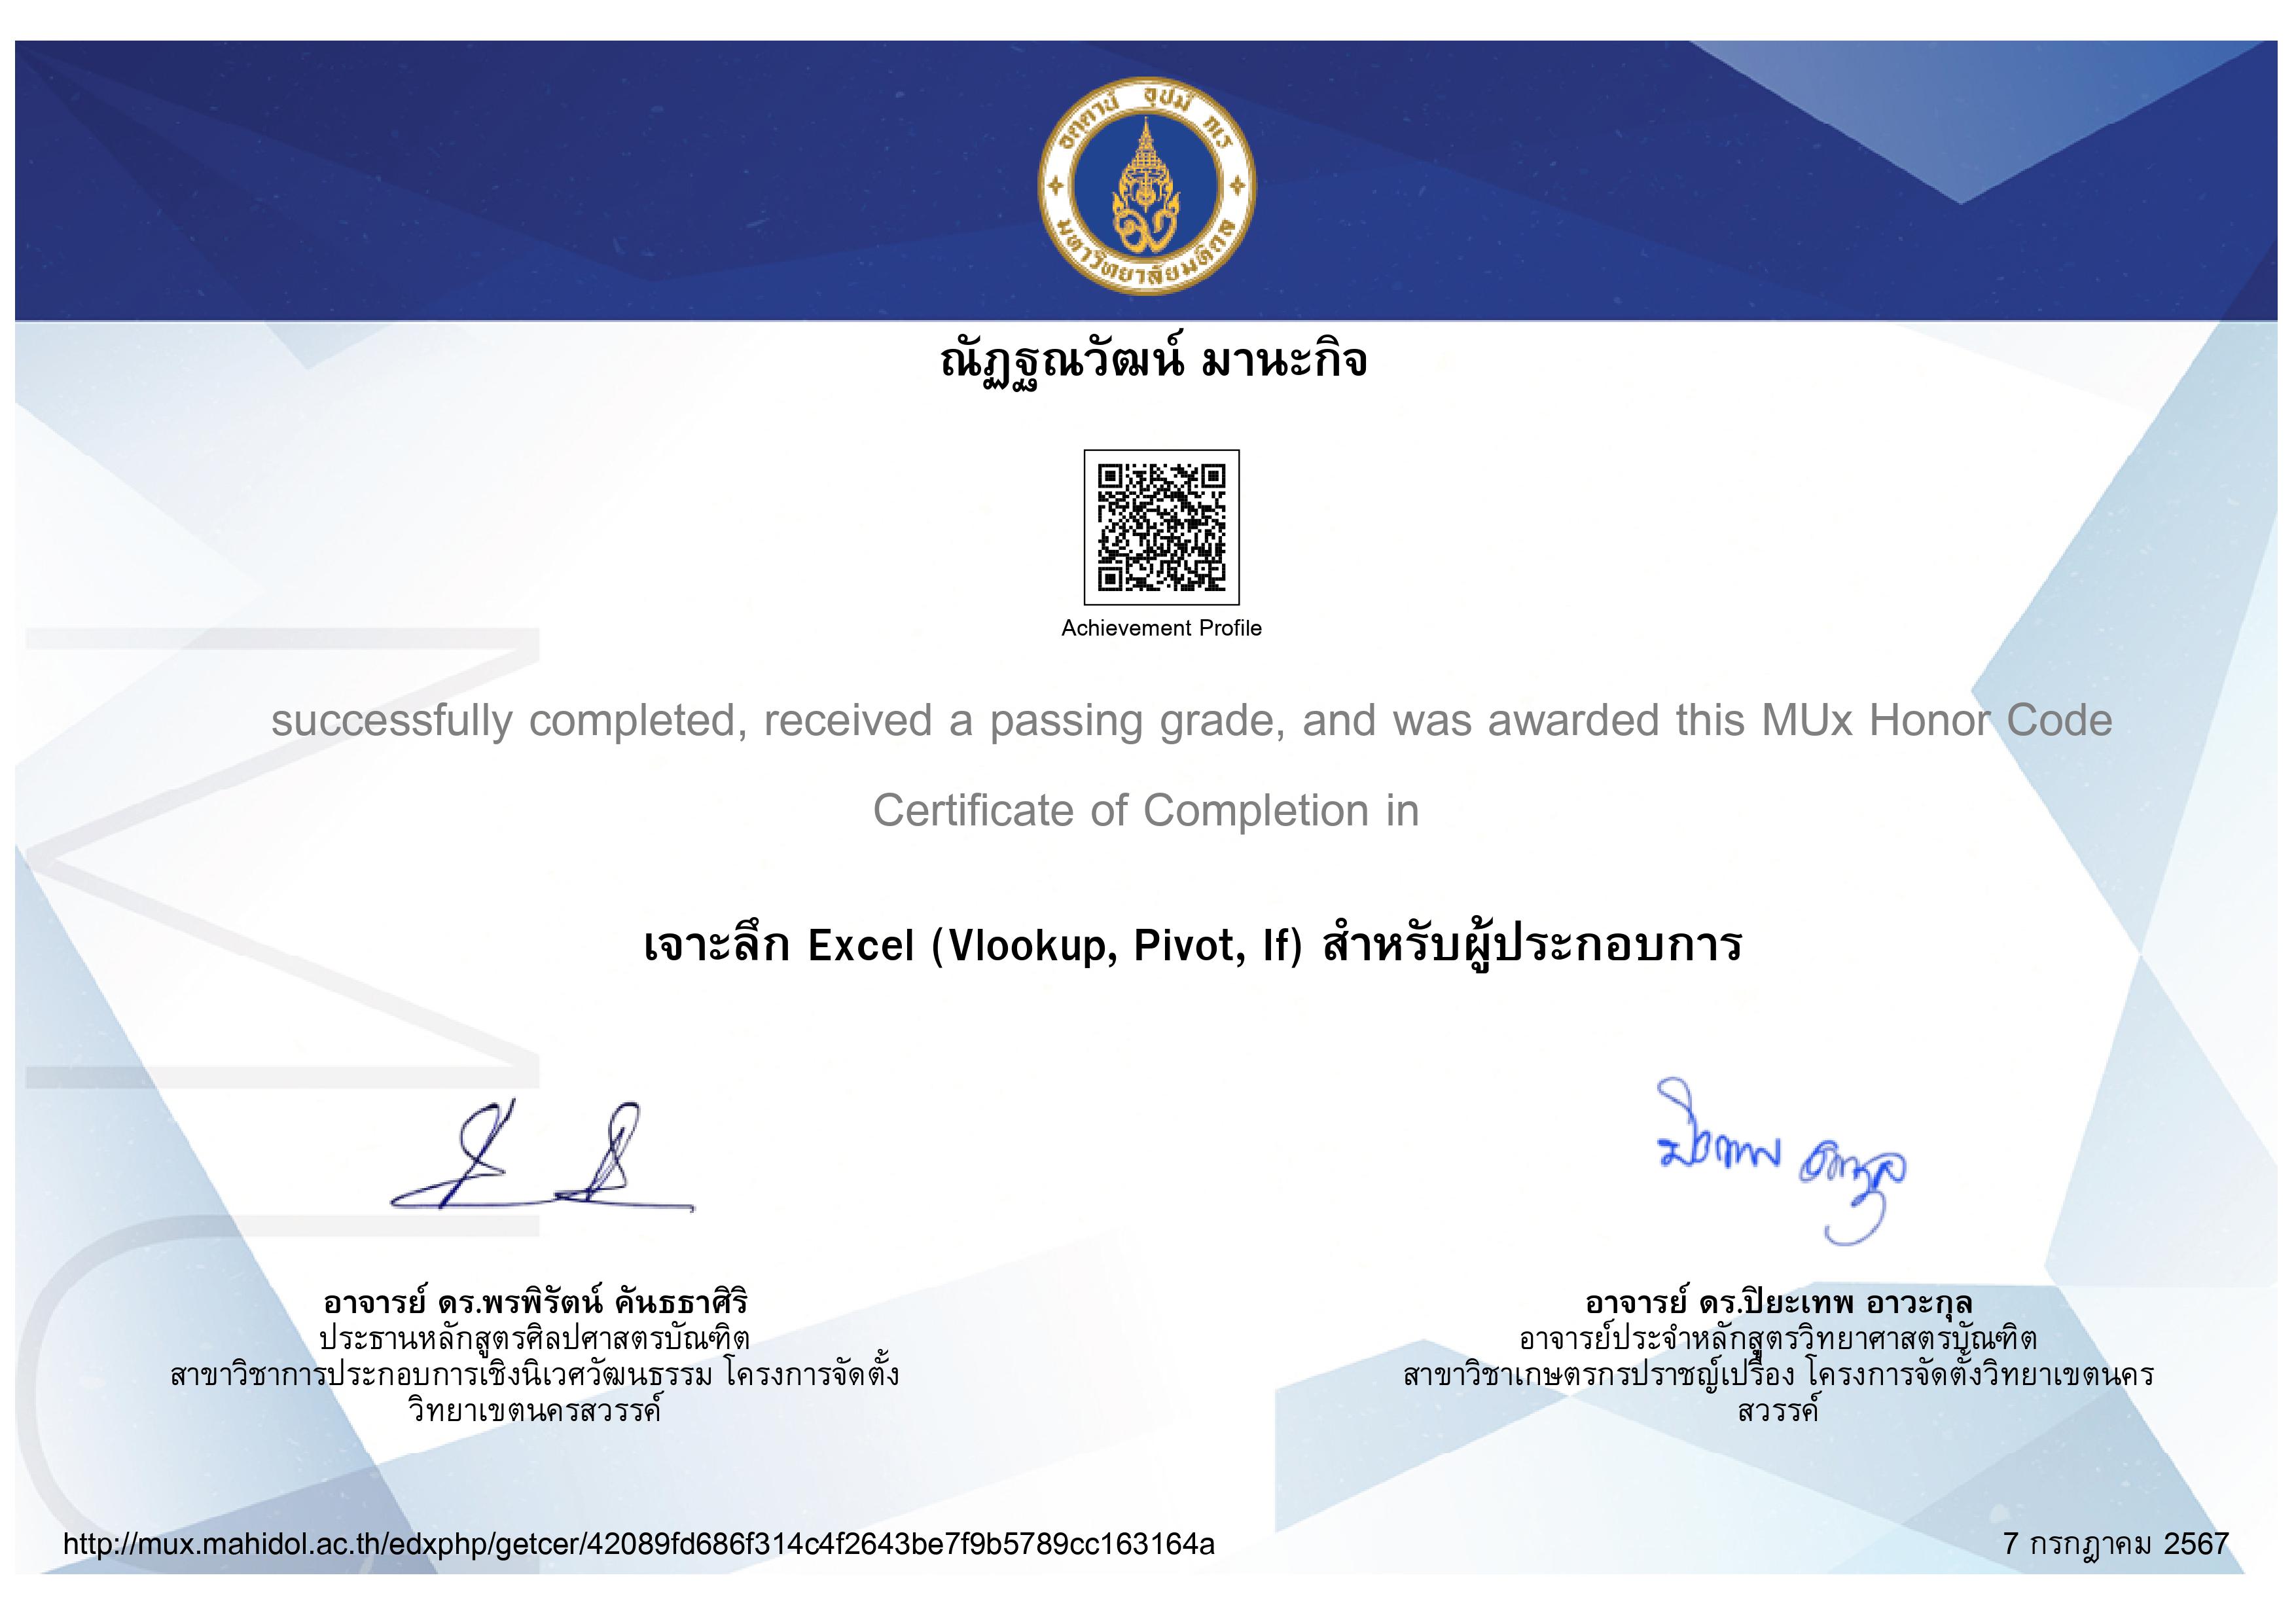 อตฺตานํ อุปมํ กเร
มหาวิทยาลัยมหิดล
ณัฏฐณวัฒน์ มานะกิจ
Achievement Profile
successfully completed, received a passing grade, and was awarded this MUx Honor Code
Certificate of Completion in
เจาะลึก Excel (Vlookup, Pivot, If) สำหรับผู้ประกอบการ
อาจารย์ ดร.พรพิรัตน์ คันธธาศิริ
ประธานหลักสูตรศิลปศาสตรบัณฑิต
สาขาวิชาการประกอบการเชิงนิเวศวัฒนธรรม โครงการจัดตั้ง
วิทยาเขตนครสวรรค์
อาจารย์ ดร.ปิยะเทพ อาวะกุล
อาจารย์ประจำหลักสูตรวิทยาศาสตรบัณฑิต
สาขาวิชาเกษตรกรปราชญ์เปรื่อง โครงการจัดตั้งวิทยาเขตนคร
สวรรค์
http://mux.mahidol.ac.th/edxphp/getcer/42089fd686f314c4f2643be7f9b5789cc163164a
7 กรกฎาคม 2567